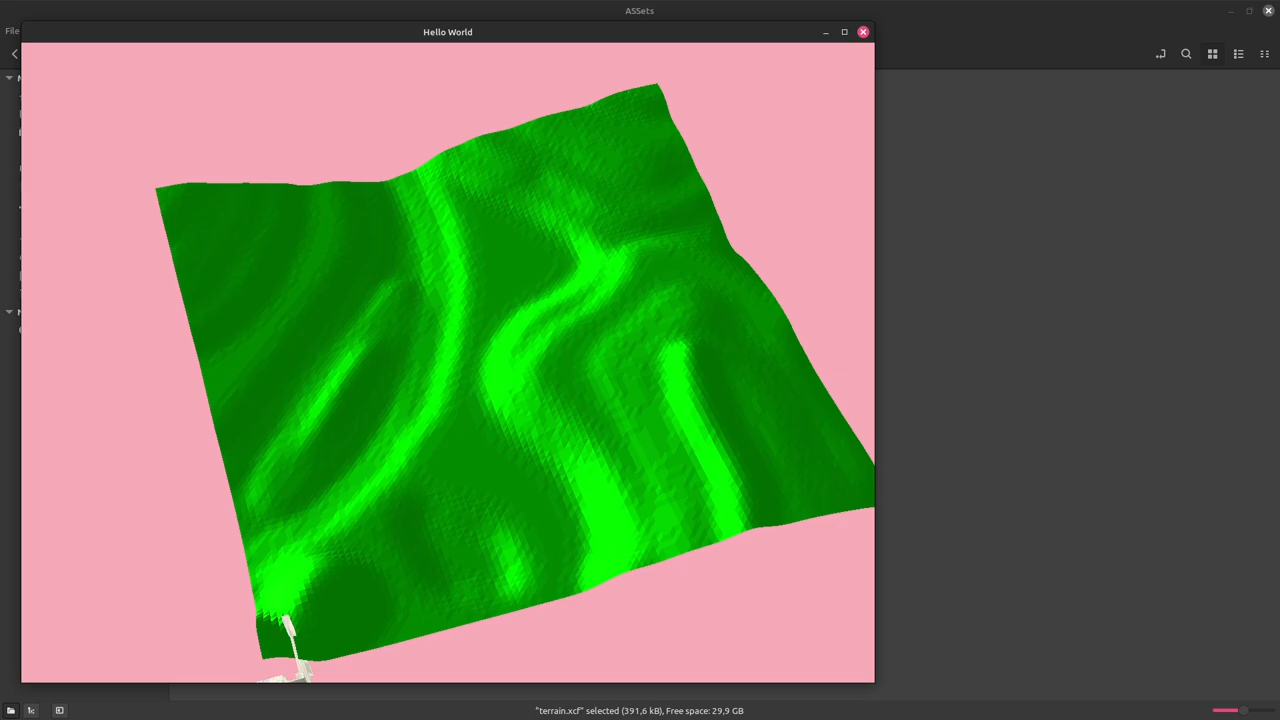 ASSets
File
Hello World
"terrain.xcf" selected (391,6 kB), Free space: 29,9 GB